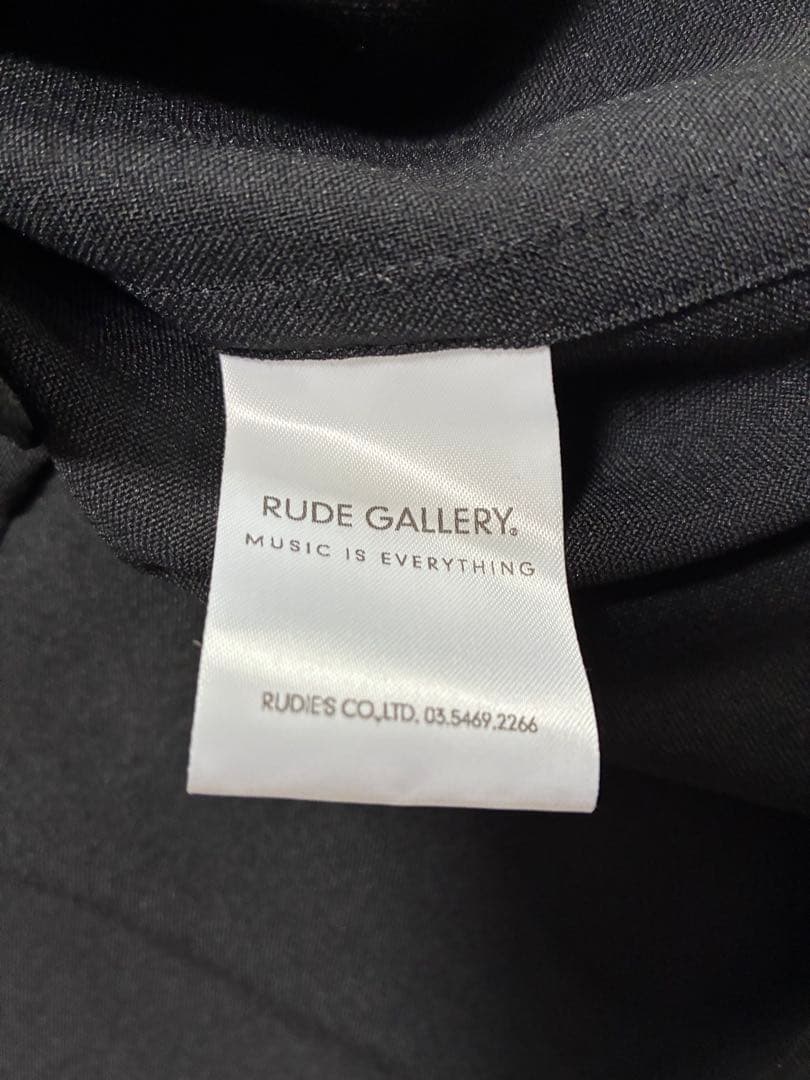 RUDE GALLERY®
MUSIC IS EVERYTHING
RUDIE'S CO.,LTD. 03.5469.2266